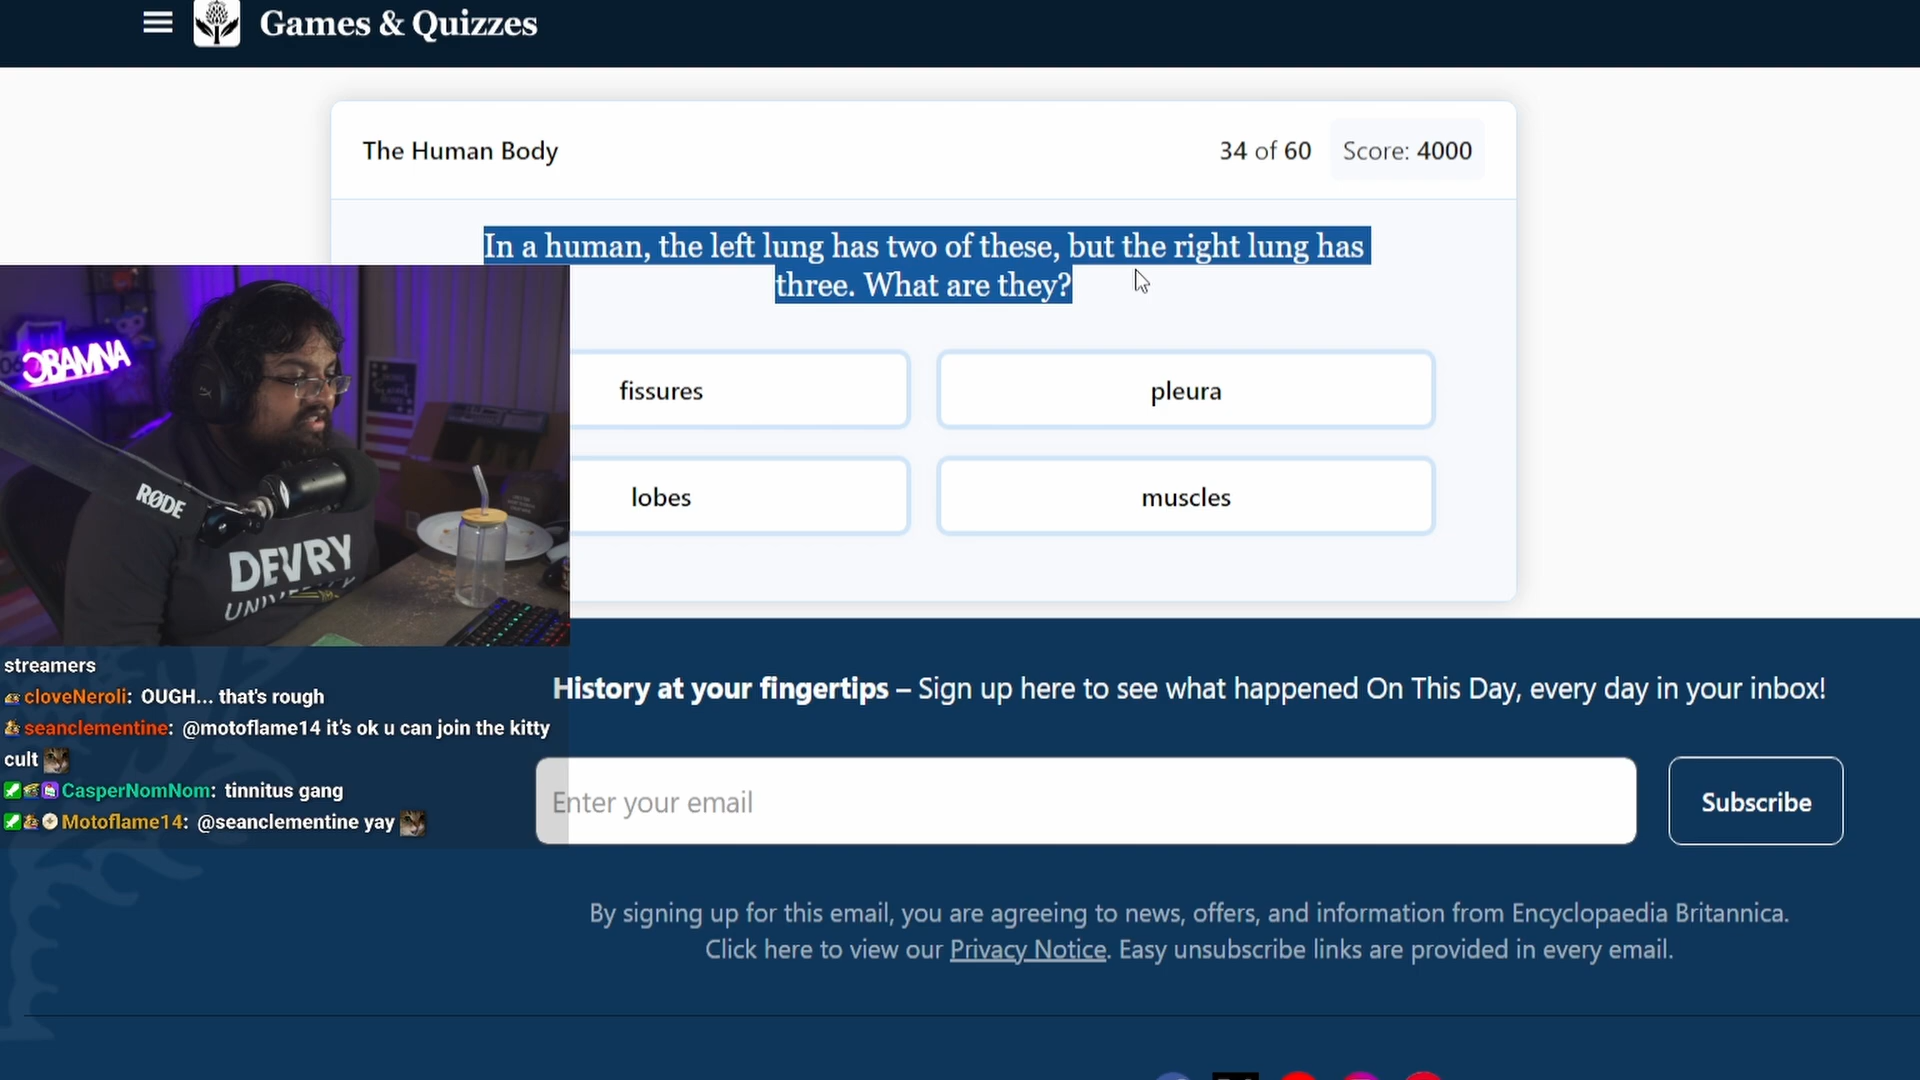 Games & Quizzes
The Human Body
34 of 60
Score: 4000
In a human, the left lung has two of these, but the right lung has
three. What are they?
fissures
pleura
lobes
muscles
OBAMNA
RØDE
DEVRY
streamers
cloveNeroli: OUGH... that's rough
seanclementine: @motoflame14 it's ok u can join the kitty
cult
CasperNomNom: tinnitus gang
Motoflame14: @seanclementine yay
History at your fingertips – Sign up here to see what happened On This Day, every day in your inbox!
Enter your email
Subscribe
By signing up for this email, you are agreeing to news, offers, and information from Encyclopaedia Britannica.
Click here to view our Privacy Notice. Easy unsubscribe links are provided in every email.